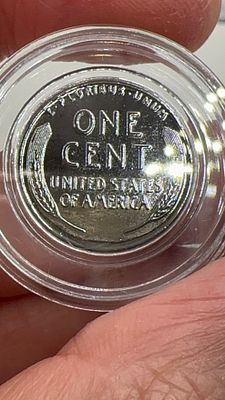 E·PLURIBUS·UNUM
ONE
CENT
UNITED STATES
OF AMERICA